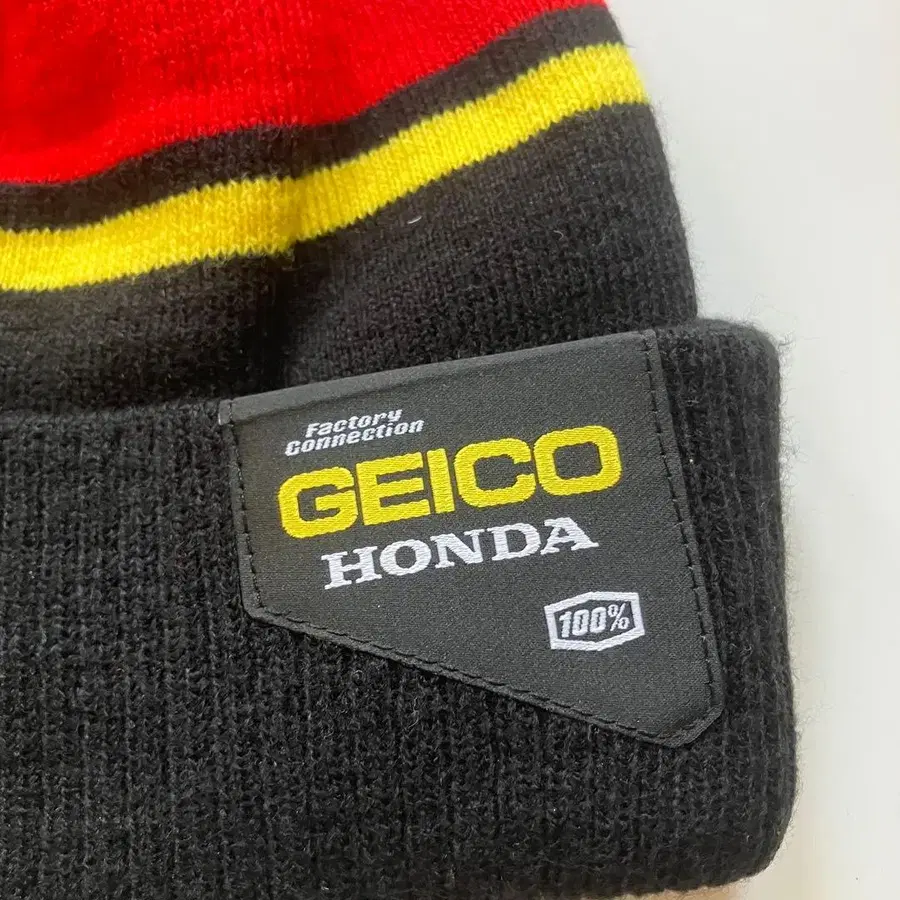 Factory
Connection
GEICO
HONDA
100%